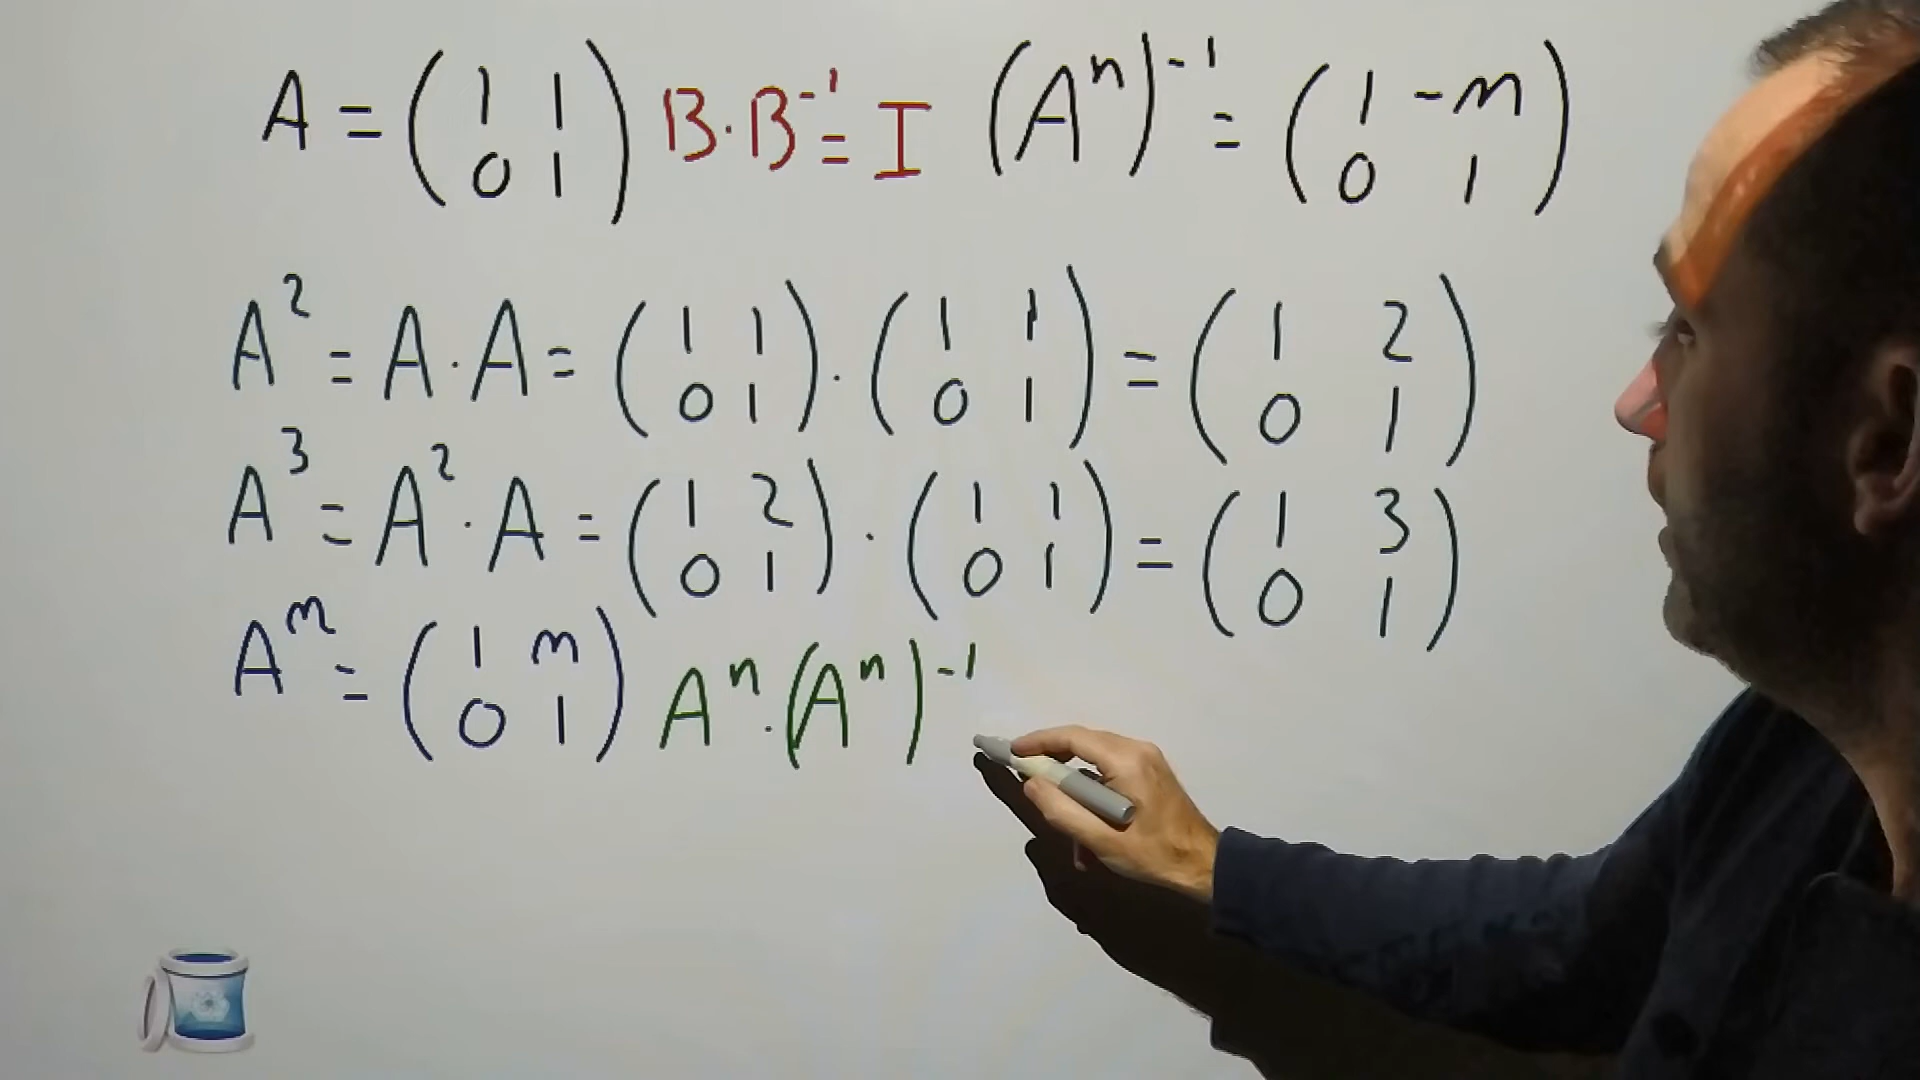 A = (1 1 0 1) B·B⁻¹ = I (Aⁿ)⁻¹ = (1 -n 0 1)
A² = A·A = (1 1 0 1)·(1 1 0 1) = (1 2 0 1)
A³ = A²·A = (1 2 0 1)·(1 1 0 1) = (1 3 0 1)
Aⁿ = (1 n 0 1) Aⁿ·(Aⁿ)⁻¹